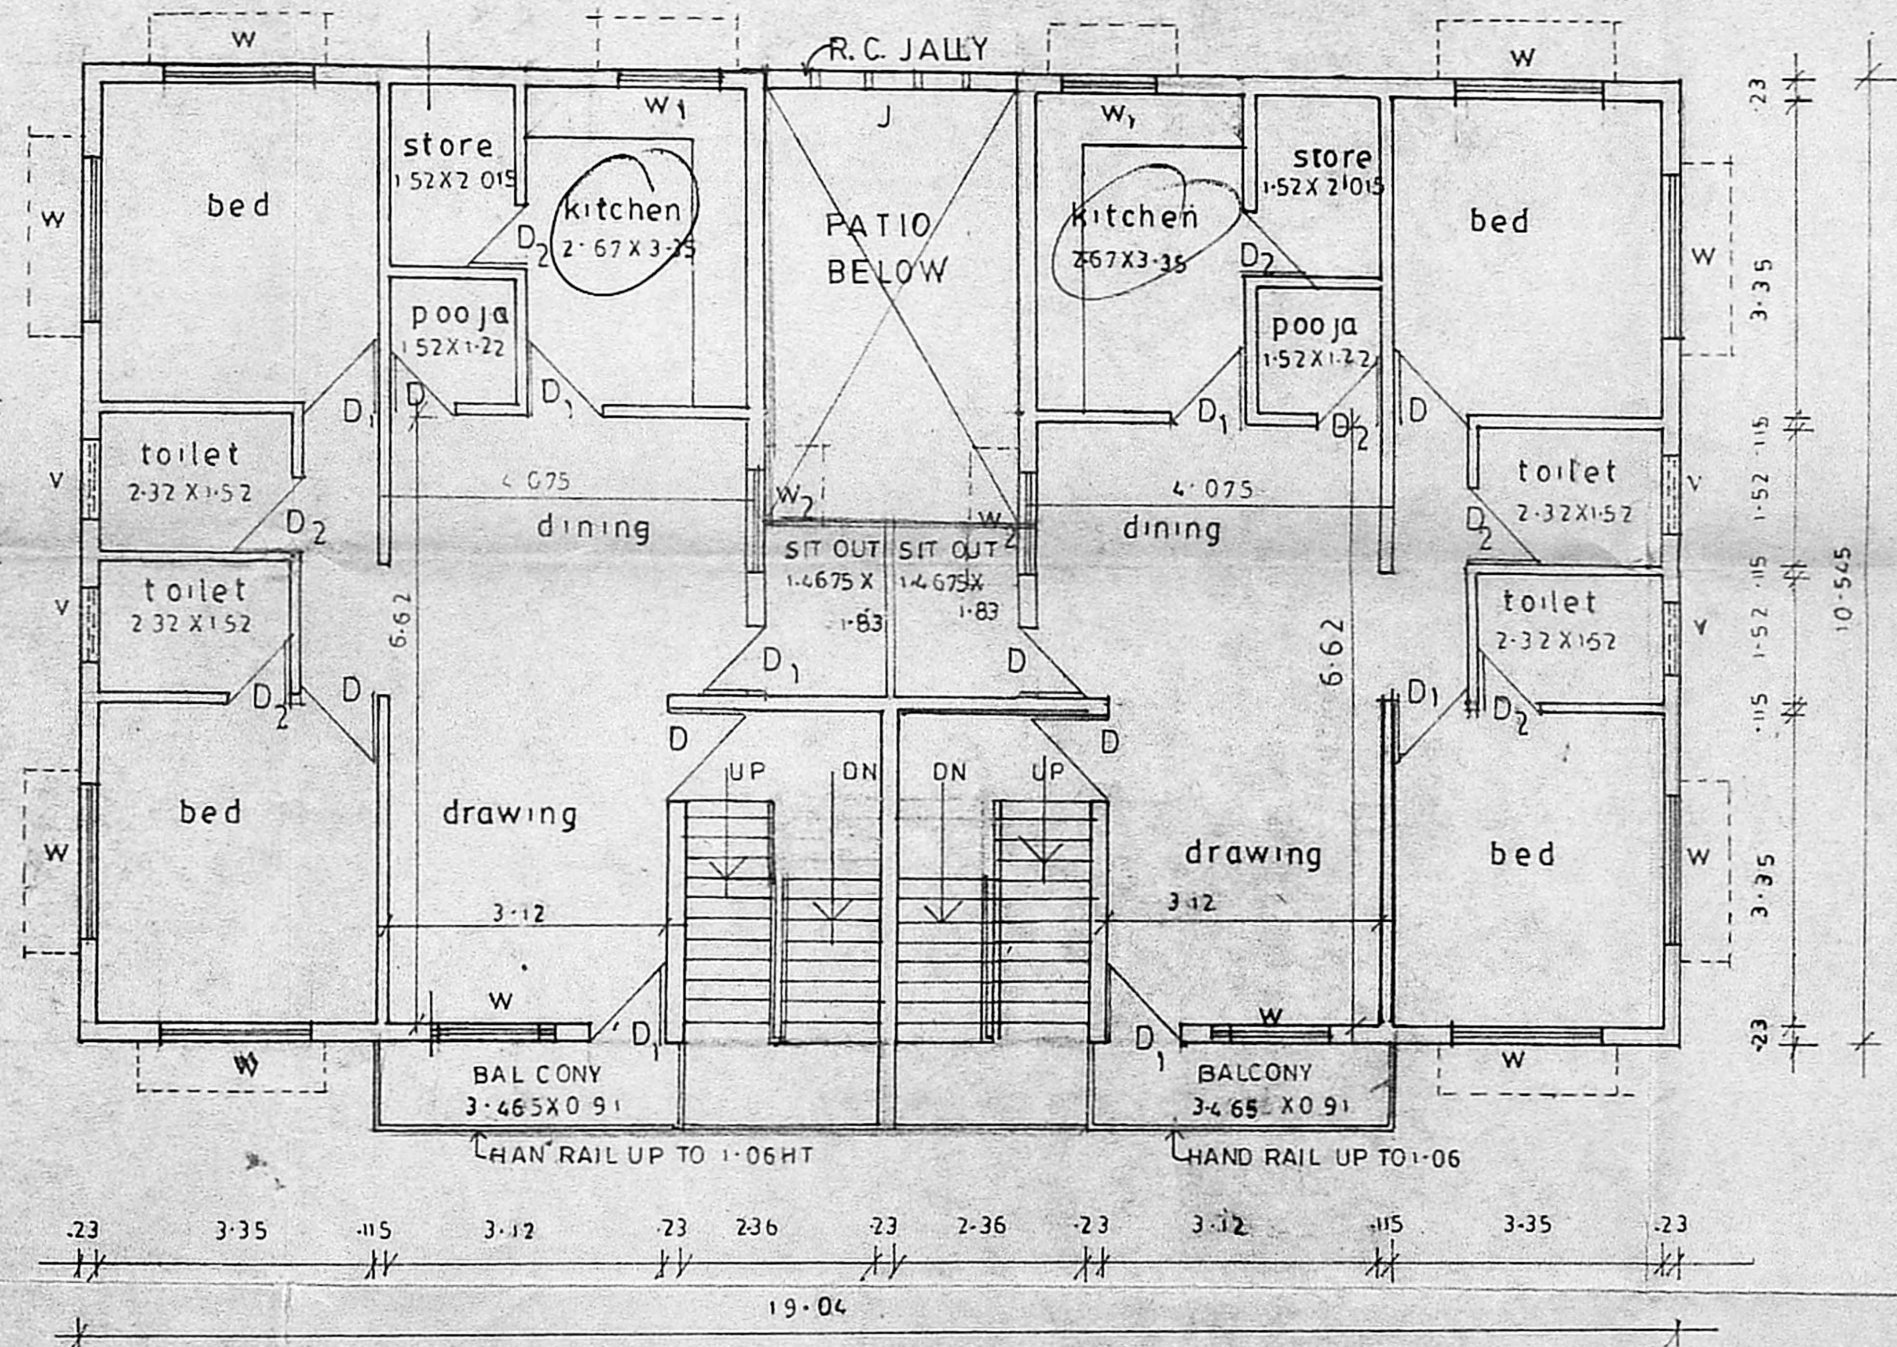 W
R.C. JALLY
W
W1
J
W1
store
1.52X2 015
kitchen
2.67X3.35
D2
bed
W
PATIO
BELOW
kitchen
2.67X3.35
D2
store
1.52X2.015
bed
W
pooja
1.52X1.22
D1
D
D1
pooja
1.52X1.22
D1
D2
D
toilet
2.32X1.52
V
D2
4.075
dining
W2
W2
4.075
dining
toilet
2.32X1.52
V
D2
SIT OUT
1.4675X
1.83
SIT OUT
1.4675X
1.83
toilet
2.32X1.52
V
D2
D
6.62
D1
D
6.62
toilet
2.32X1.52
V
D1
D2
D
D
UP
DN
DN
UP
bed
W
drawing
3.12
drawing
3.12
bed
W
W
D1
D1
W
W
BALCONY
3.465X0.91
BALCONY
3.465X0.91
W
HAN RAIL UP TO 1.06HT
HAND RAIL UP TO 1.06
.23
3.35
.115
1.52
.115
1.52
.115
3.35
.23
10.545
.23 3.35 .115 3.12 .23 2.36 .23 2.36 .23 3.12 .115 3.35 .23
19.04